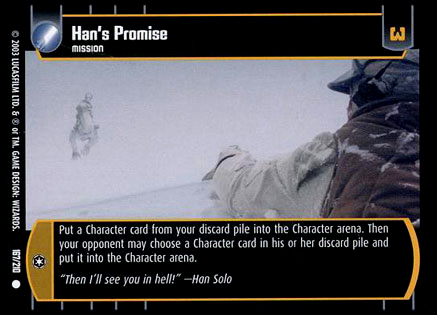 Han's Promise
MISSION
© 2003 LUCASFILM LTD. & ® or TM. GAME DESIGN: WIZARDS.
167/210
Put a Character card from your discard pile into the Character arena. Then
your opponent may choose a Character card in his or her discard pile and
put it into the Character arena.
“Then I'll see you in hell!” —Han Solo